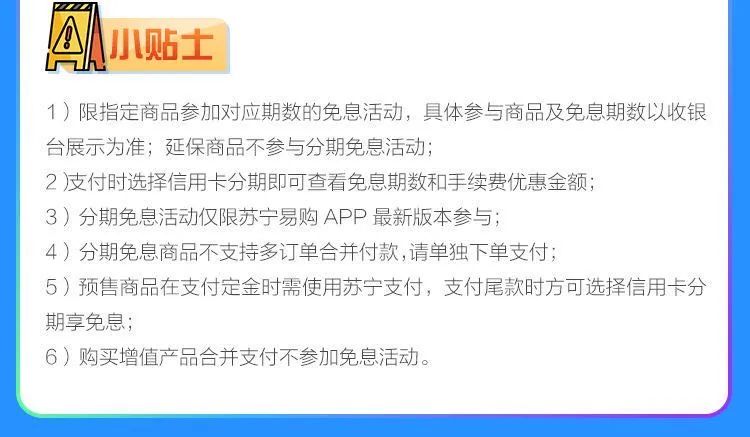 小贴士
1）限指定商品参加对应期数的免息活动，具体参与商品及免息期数以收银
台展示为准；延保商品不参与分期免息活动；
2)支付时选择信用卡分期即可查看免息期数和手续费优惠金额；
3）分期免息活动仅限苏宁易购 APP 最新版本参与；
4）分期免息商品不支持多订单合并付款,请单独下单支付；
5）预售商品在支付定金时需使用苏宁支付，支付尾款时方可选择信用卡分
期享免息；
6）购买增值产品合并支付不参加免息活动。